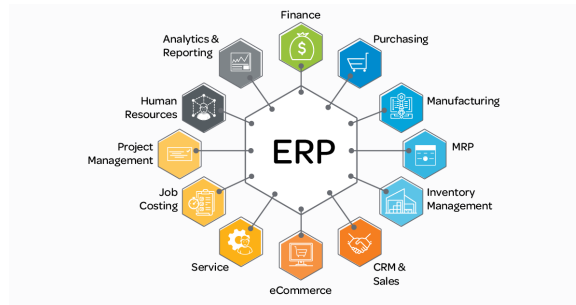 Finance
Analytics &
Reporting
Purchasing
Human
Resources
Manufacturing
Project
Management
ERP
MRP
Job
Costing
Inventory
Management
Service
eCommerce
CRM &
Sales